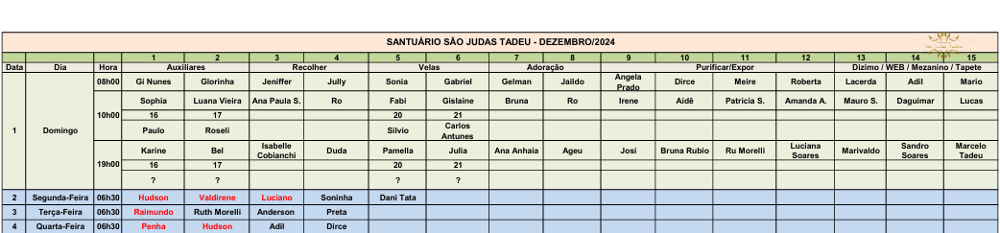 SANTUÁRIO SÃO JUDAS TADEU - DEZEMBRO/2024
São Judas Tadeu
1 2 3 4 5 6 7 8 9 10 11 12 13 14 15
Data Dia Hora Auxiliares Recolher Velas Adoração Purificar/Expor Dizimo / WEB / Mezanino / Tapete
08h00 Gi Nunes Glorinha Jeniffer Jully Sonia Gabriel Gelman Jaildo Angela Prado Dirce Meire Roberta Lacerda Adil Mario
1 Domingo 10h00 Sophia Luana Vieira Ana Paula S. Ro Fabi Gislaine Bruna Ro Irene Aidê Patricia S. Amanda A. Mauro S. Daguimar Lucas
16 17 20 21
Paulo Roseli Silvio Carlos Antunes
19h00 Karine Bel Isabelle Cobianchi Duda Pamella Julia Ana Anhaia Ageu Josi Bruna Rubio Ru Morelli Luciana Soares Marivaldo Sandro Soares Marcelo Tadeu
16 17 20 21
? ? ? ?
2 Segunda-Feira 06h30 Hudson Valdirene Luciano Soninha Dani Tata
3 Terça-Feira 06h30 Raimundo Ruth Morelli Anderson Preta
4 Quarta-Feira 06h30 Penha Hudson Adil Dirce